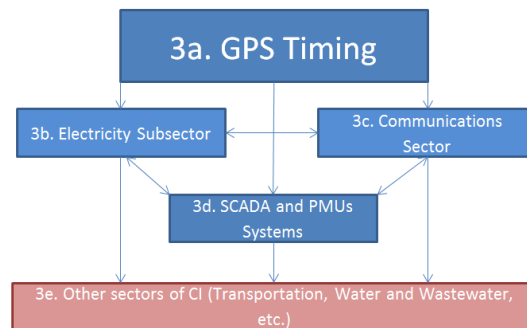 3a. GPS Timing
3b. Electricity Subsector
3c. Communications
Sector
3d. SCADA and PMUs
Systems
3e. Other sectors of CI (Transportation, Water and Wastewater,
etc.)